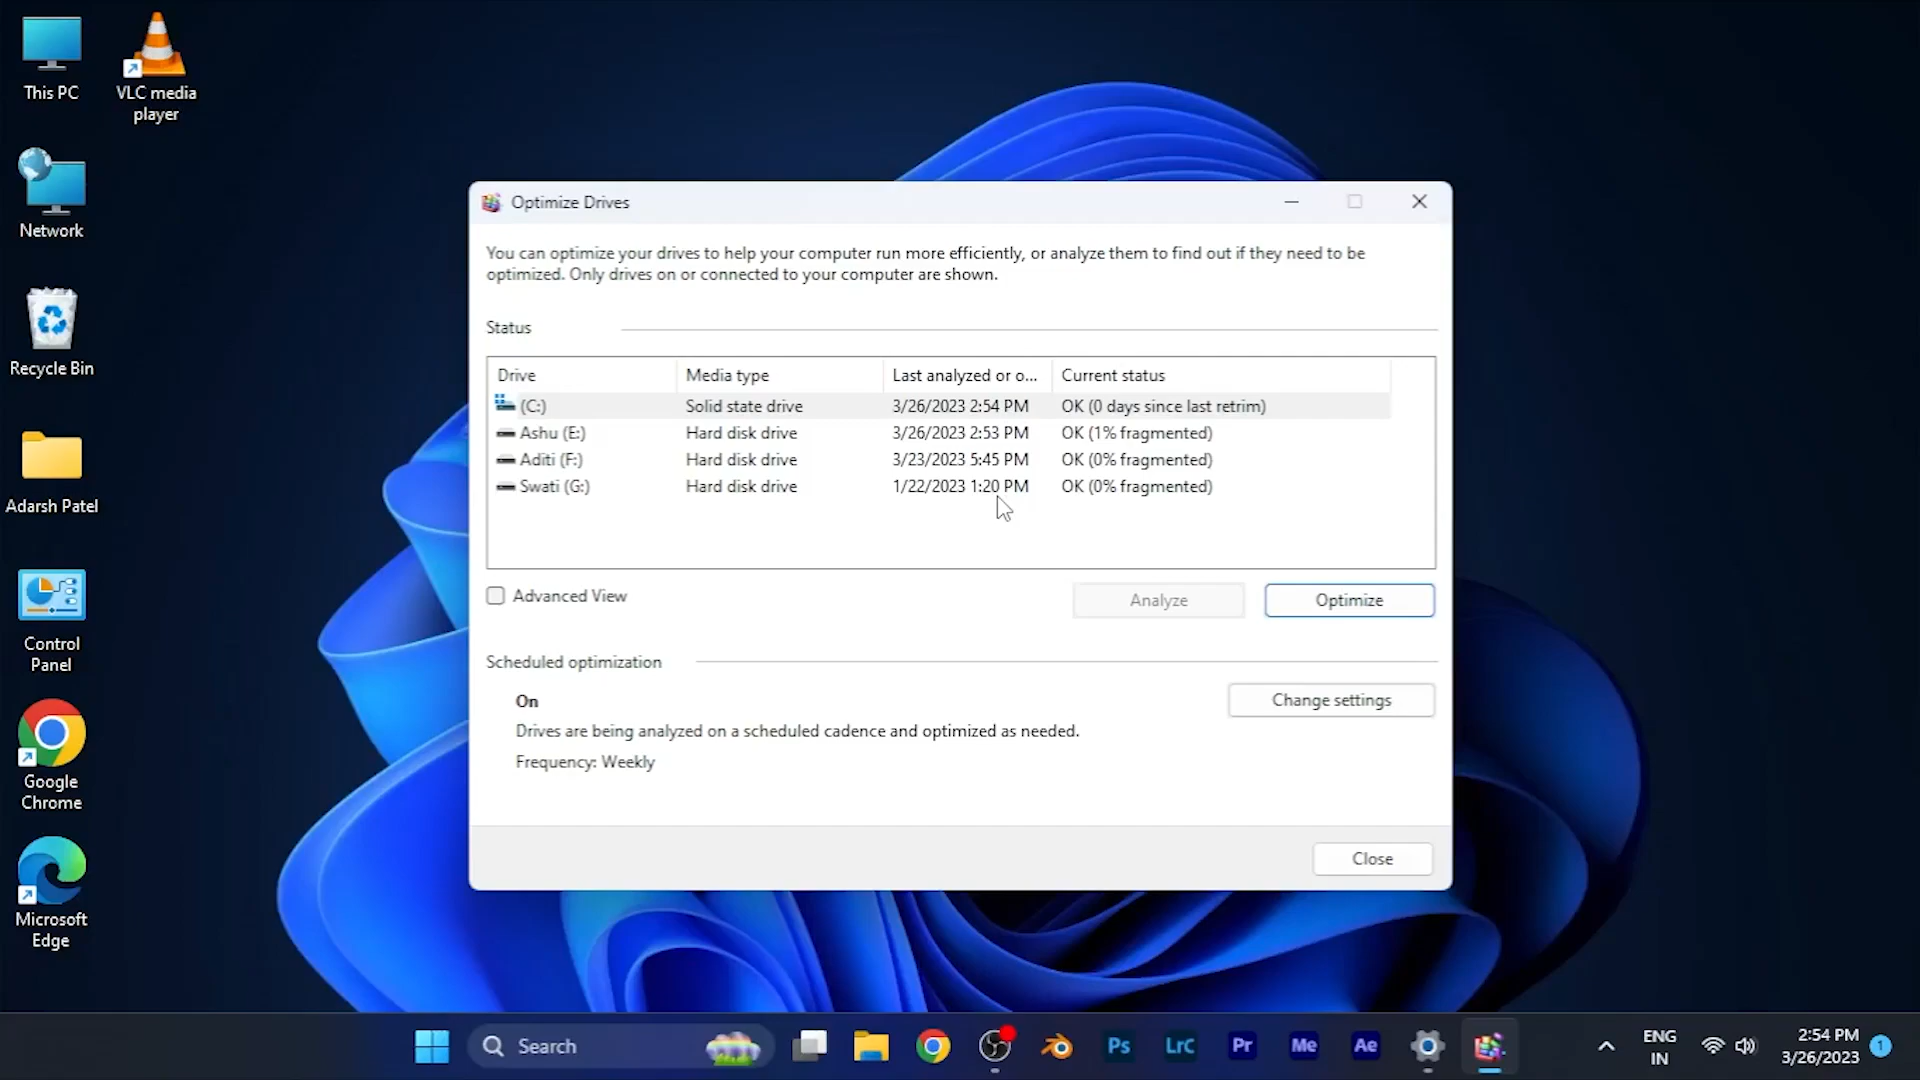 This PC
VLC media
player
Network
Recycle Bin
Adarsh Patel
Control
Panel
Google
Chrome
Microsoft
Edge
Optimize Drives
You can optimize your drives to help your computer run more efficiently, or analyze them to find out if they need to be
optimized. Only drives on or connected to your computer are shown.
Status
Drive Media type Last analyzed or o... Current status
(C:) Solid state drive 3/26/2023 2:54 PM OK (0 days since last retrim)
Ashu (E:) Hard disk drive 3/26/2023 2:53 PM OK (1% fragmented)
Aditi (F:) Hard disk drive 3/23/2023 5:45 PM OK (0% fragmented)
Swati (G:) Hard disk drive 1/22/2023 1:20 PM OK (0% fragmented)
Advanced View Analyze Optimize
Scheduled optimization
On Change settings
Drives are being analyzed on a scheduled cadence and optimized as needed.
Frequency: Weekly
Close
Search Ps LrC Pr Me Ae
ENG
IN
2:54 PM
3/26/2023
1